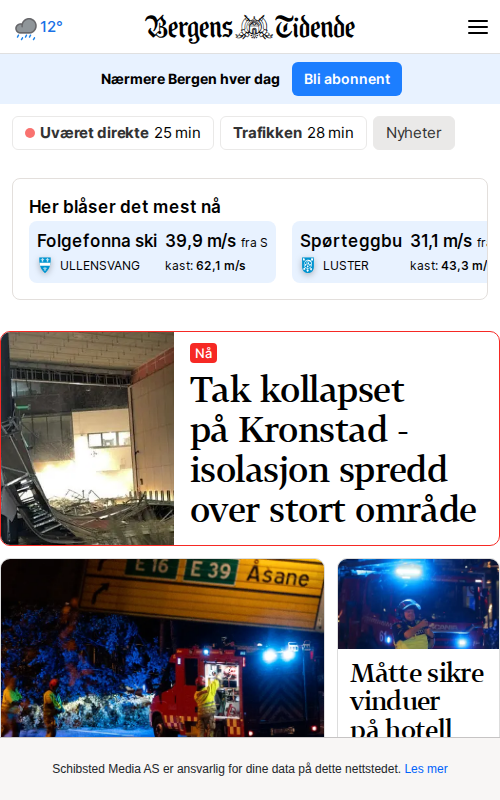 12°
Bergens Tidende
Nærmere Bergen hver dag
Bli abonnent
Uværet direkte 25 min
Trafikken 28 min
Nyheter
Her blåser det mest nå
Folgefonna ski 39,9 m/s fra S
ULLENSVANG kast: 62,1 m/s
Spørteggbu 31,1 m/s
LUSTER kast: 43,3 m/
Nå
Tak kollapset
på Kronstad -
isolasjon spredd
over stort område
E 16 E 39 Åsane
Måtte sikre
vinduer
på hotell
Schibsted Media AS er ansvarlig for dine data på dette nettstedet. Les mer